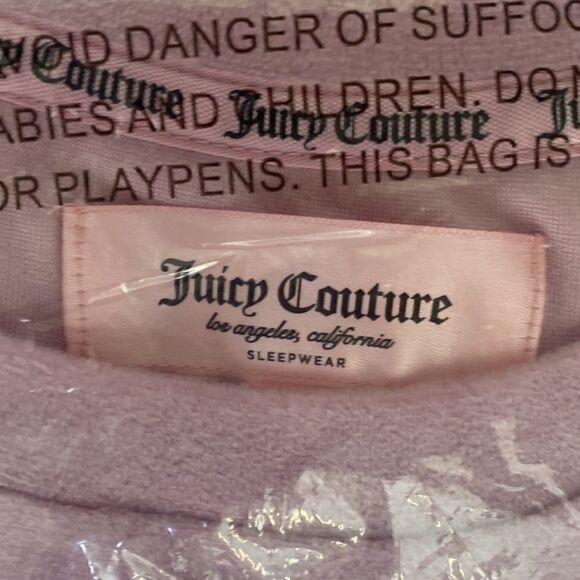 VOID DANGER OF SUFFOC
Couture Juicy Couture
ABIES AND CHILDREN. DO N
OR PLAYPENS. THIS BAG IS
Juicy Couture
los angeles, california
SLEEPWEAR